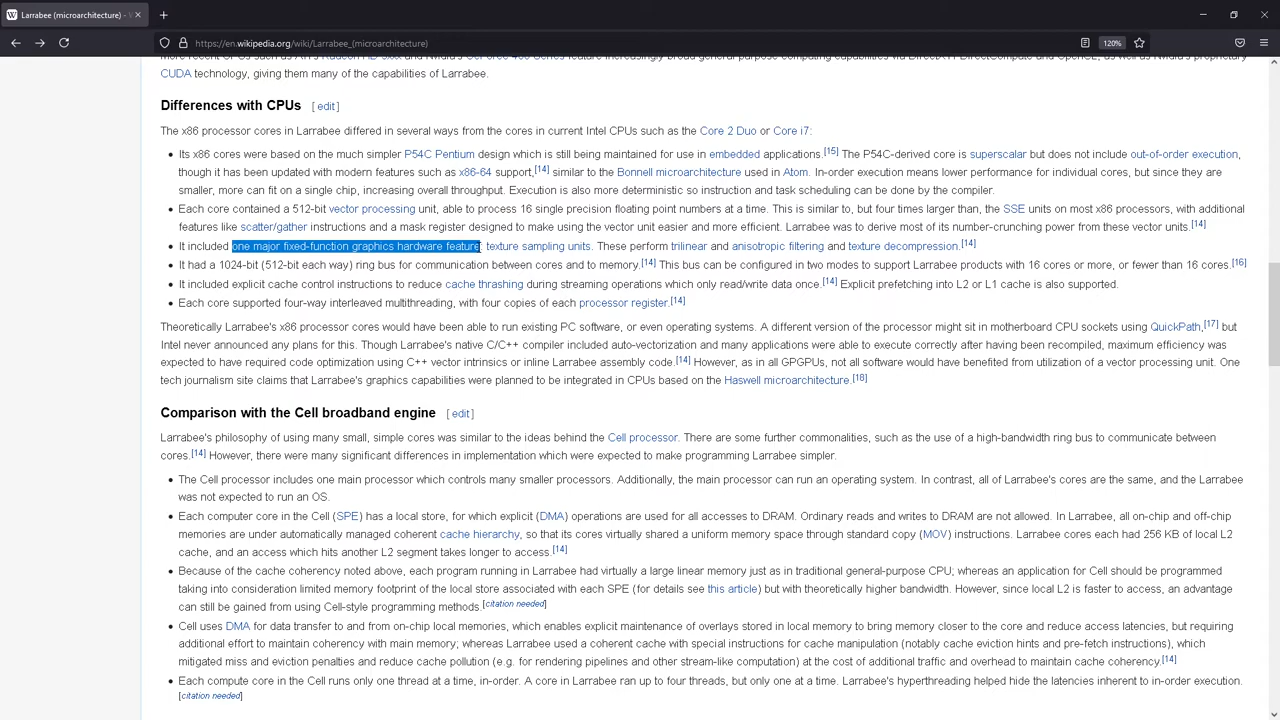 Larrabee (microarchitecture) - 
https://en.wikipedia.org/wiki/Larrabee_(microarchitecture)
120%
CUDA technology, giving them many of the capabilities of Larrabee.
Differences with CPUs [ edit ]
The x86 processor cores in Larrabee differed in several ways from the cores in current Intel CPUs such as the Core 2 Duo or Core i7:
• Its x86 cores were based on the much simpler P54C Pentium design which is still being maintained for use in embedded applications.[15] The P54C-derived core is superscalar but does not include out-of-order execution,
though it has been updated with modern features such as x86-64 support,[14] similar to the Bonnell microarchitecture used in Atom. In-order execution means lower performance for individual cores, but since they are
smaller, more can fit on a single chip, increasing overall throughput. Execution is also more deterministic so instruction and task scheduling can be done by the compiler.
• Each core contained a 512-bit vector processing unit, able to process 16 single precision floating point numbers at a time. This is similar to, but four times larger than, the SSE units on most x86 processors, with additional
features like scatter/gather instructions and a mask register designed to make using the vector unit easier and more efficient. Larrabee was to derive most of its number-crunching power from these vector units.[14]
• It included one major fixed-function graphics hardware feature: texture sampling units. These perform trilinear and anisotropic filtering and texture decompression.[14]
• It had a 1024-bit (512-bit each way) ring bus for communication between cores and to memory.[14] This bus can be configured in two modes to support Larrabee products with 16 cores or more, or fewer than 16 cores.[16]
• It included explicit cache control instructions to reduce cache thrashing during streaming operations which only read/write data once.[14] Explicit prefetching into L2 or L1 cache is also supported.
• Each core supported four-way interleaved multithreading, with four copies of each processor register.[14]
Theoretically Larrabee's x86 processor cores would have been able to run existing PC software, or even operating systems. A different version of the processor might sit in motherboard CPU sockets using QuickPath,[17] but
Intel never announced any plans for this. Though Larrabee's native C/C++ compiler included auto-vectorization and many applications were able to execute correctly after having been recompiled, maximum efficiency was
expected to have required code optimization using C++ vector intrinsics or inline Larrabee assembly code.[14] However, as in all GPGPUs, not all software would have benefited from utilization of a vector processing unit. One
tech journalism site claims that Larrabee's graphics capabilities were planned to be integrated in CPUs based on the Haswell microarchitecture.[18]
Comparison with the Cell broadband engine [ edit ]
Larrabee's philosophy of using many small, simple cores was similar to the ideas behind the Cell processor. There are some further commonalities, such as the use of a high-bandwidth ring bus to communicate between
cores.[14] However, there were many significant differences in implementation which were expected to make programming Larrabee simpler.
• The Cell processor includes one main processor which controls many smaller processors. Additionally, the main processor can run an operating system. In contrast, all of Larrabee's cores are the same, and the Larrabee
was not expected to run an OS.
• Each computer core in the Cell (SPE) has a local store, for which explicit (DMA) operations are used for all accesses to DRAM. Ordinary reads and writes to DRAM are not allowed. In Larrabee, all on-chip and off-chip
memories are under automatically managed coherent cache hierarchy, so that its cores virtually shared a uniform memory space through standard copy (MOV) instructions. Larrabee cores each had 256 KB of local L2
cache, and an access which hits another L2 segment takes longer to access.[14]
• Because of the cache coherency noted above, each program running in Larrabee had virtually a large linear memory just as in traditional general-purpose CPU; whereas an application for Cell should be programmed
taking into consideration limited memory footprint of the local store associated with each SPE (for details see this article) but with theoretically higher bandwidth. However, since local L2 is faster to access, an advantage
can still be gained from using Cell-style programming methods.[citation needed]
• Cell uses DMA for data transfer to and from on-chip local memories, which enables explicit maintenance of overlays stored in local memory to bring memory closer to the core and reduce access latencies, but requiring
additional effort to maintain coherency with main memory; whereas Larrabee used a coherent cache with special instructions for cache manipulation (notably cache eviction hints and pre-fetch instructions), which
mitigated miss and eviction penalties and reduce cache pollution (e.g. for rendering pipelines and other stream-like computation) at the cost of additional traffic and overhead to maintain cache coherency.[14]
• Each compute core in the Cell runs only one thread at a time, in-order. A core in Larrabee ran up to four threads, but only one at a time. Larrabee's hyperthreading helped hide the latencies inherent to in-order execution.
[citation needed]